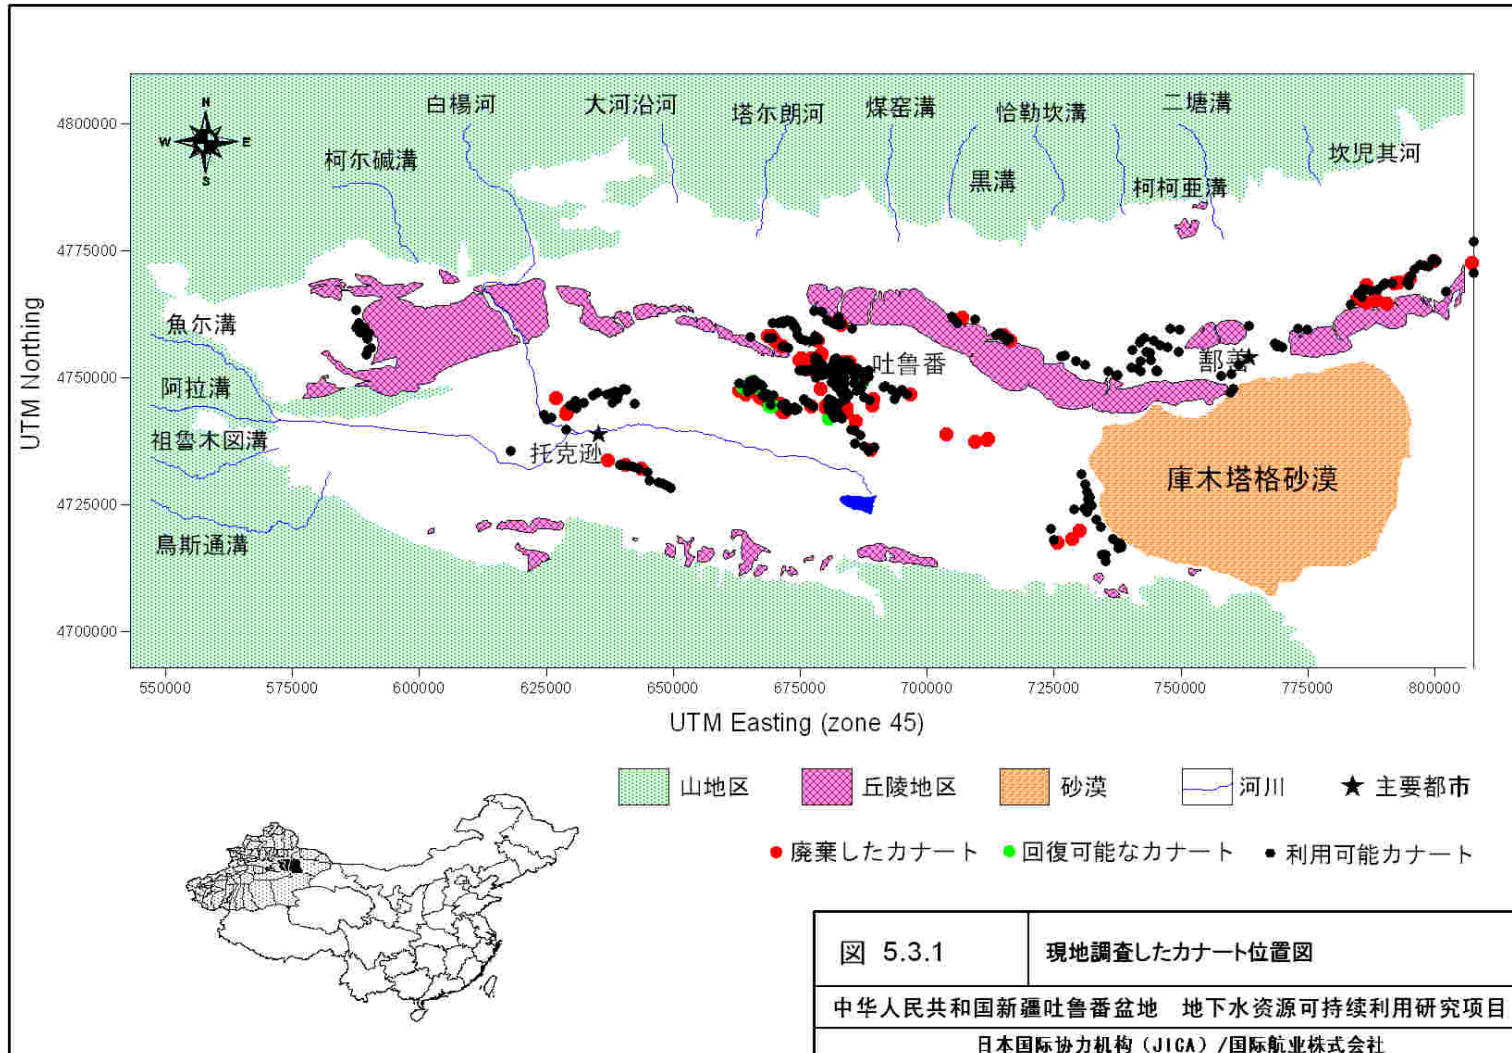 白楊河
大河沿河
塔尔朗河
煤窑溝
恰勒坎溝
二塘溝
坎児其河
柯尔碱溝
黒溝
柯柯亜溝
N
W E
S
4800000
4775000
4750000
4725000
4700000
UTM Northing
魚尔溝
阿拉溝
祖魯木図溝
鳥斯通溝
吐鲁番
鄯善
托克逊
庫木塔格砂漠
550000 575000 600000 625000 650000 675000 700000 725000 750000 775000 800000
UTM Easting (zone 45)
山地区 丘陵地区 砂漠 河川 主要都市
廃棄したカナート 回復可能なカナート 利用可能カナート
図 5.3.1 現地調査したカナート位置図
中华人民共和国新疆吐鲁番盆地 地下水资源可持续利用研究项目
日本国际协力机构（JICA）/国际航业株式会社